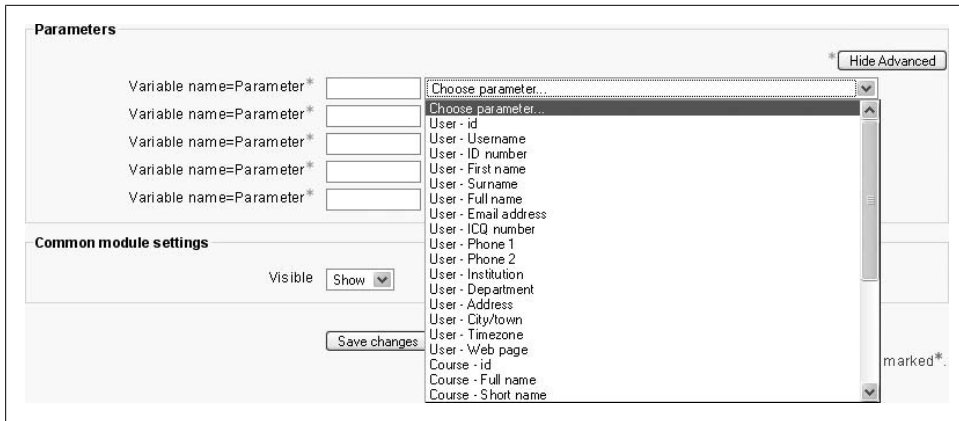 Parameters
* Hide Advanced
Variable name=Parameter* Choose parameter...
Variable name=Parameter*
Variable name=Parameter*
Variable name=Parameter*
Variable name=Parameter*
Choose parameter...
User - id
User - Username
User - ID number
User - First name
User - Surname
User - Full name
User - Email address
User - ICQ number
User - Phone 1
User - Phone 2
User - Institution
User - Department
User - Address
User - City/town
User - Timezone
User - Web page
Course - id
Course - Full name
Course - Short name
Common module settings
Visible Show
Save changes
marked*.